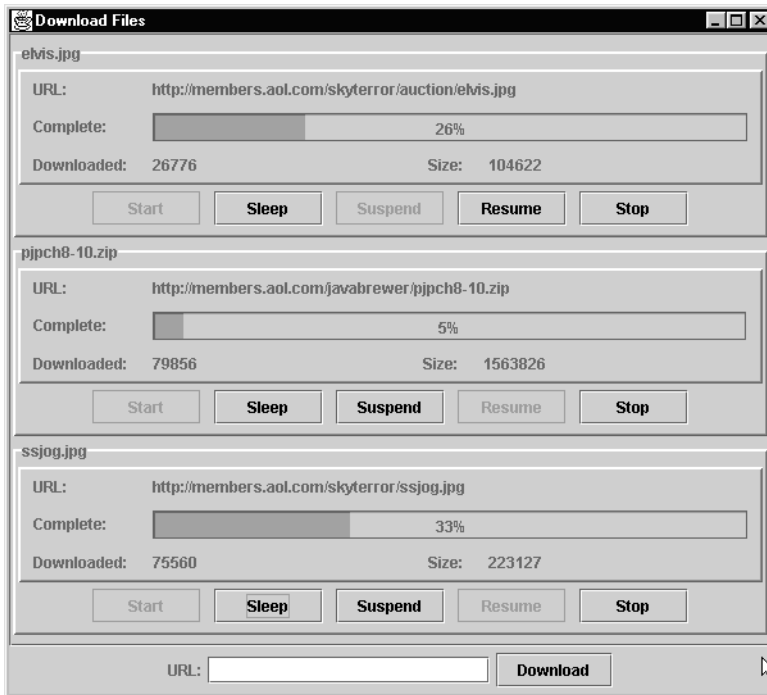 Download Files
elvis.jpg
URL: http://members.aol.com/skyterror/auction/elvis.jpg
Complete: 26%
Downloaded: 26776 Size: 104622
Start Sleep Suspend Resume Stop
pjpch8-10.zip
URL: http://members.aol.com/javabrewer/pjpch8-10.zip
Complete: 5%
Downloaded: 79856 Size: 1563826
Start Sleep Suspend Resume Stop
ssjog.jpg
URL: http://members.aol.com/skyterror/ssjog.jpg
Complete: 33%
Downloaded: 75560 Size: 223127
Start Sleep Suspend Resume Stop
URL: Download